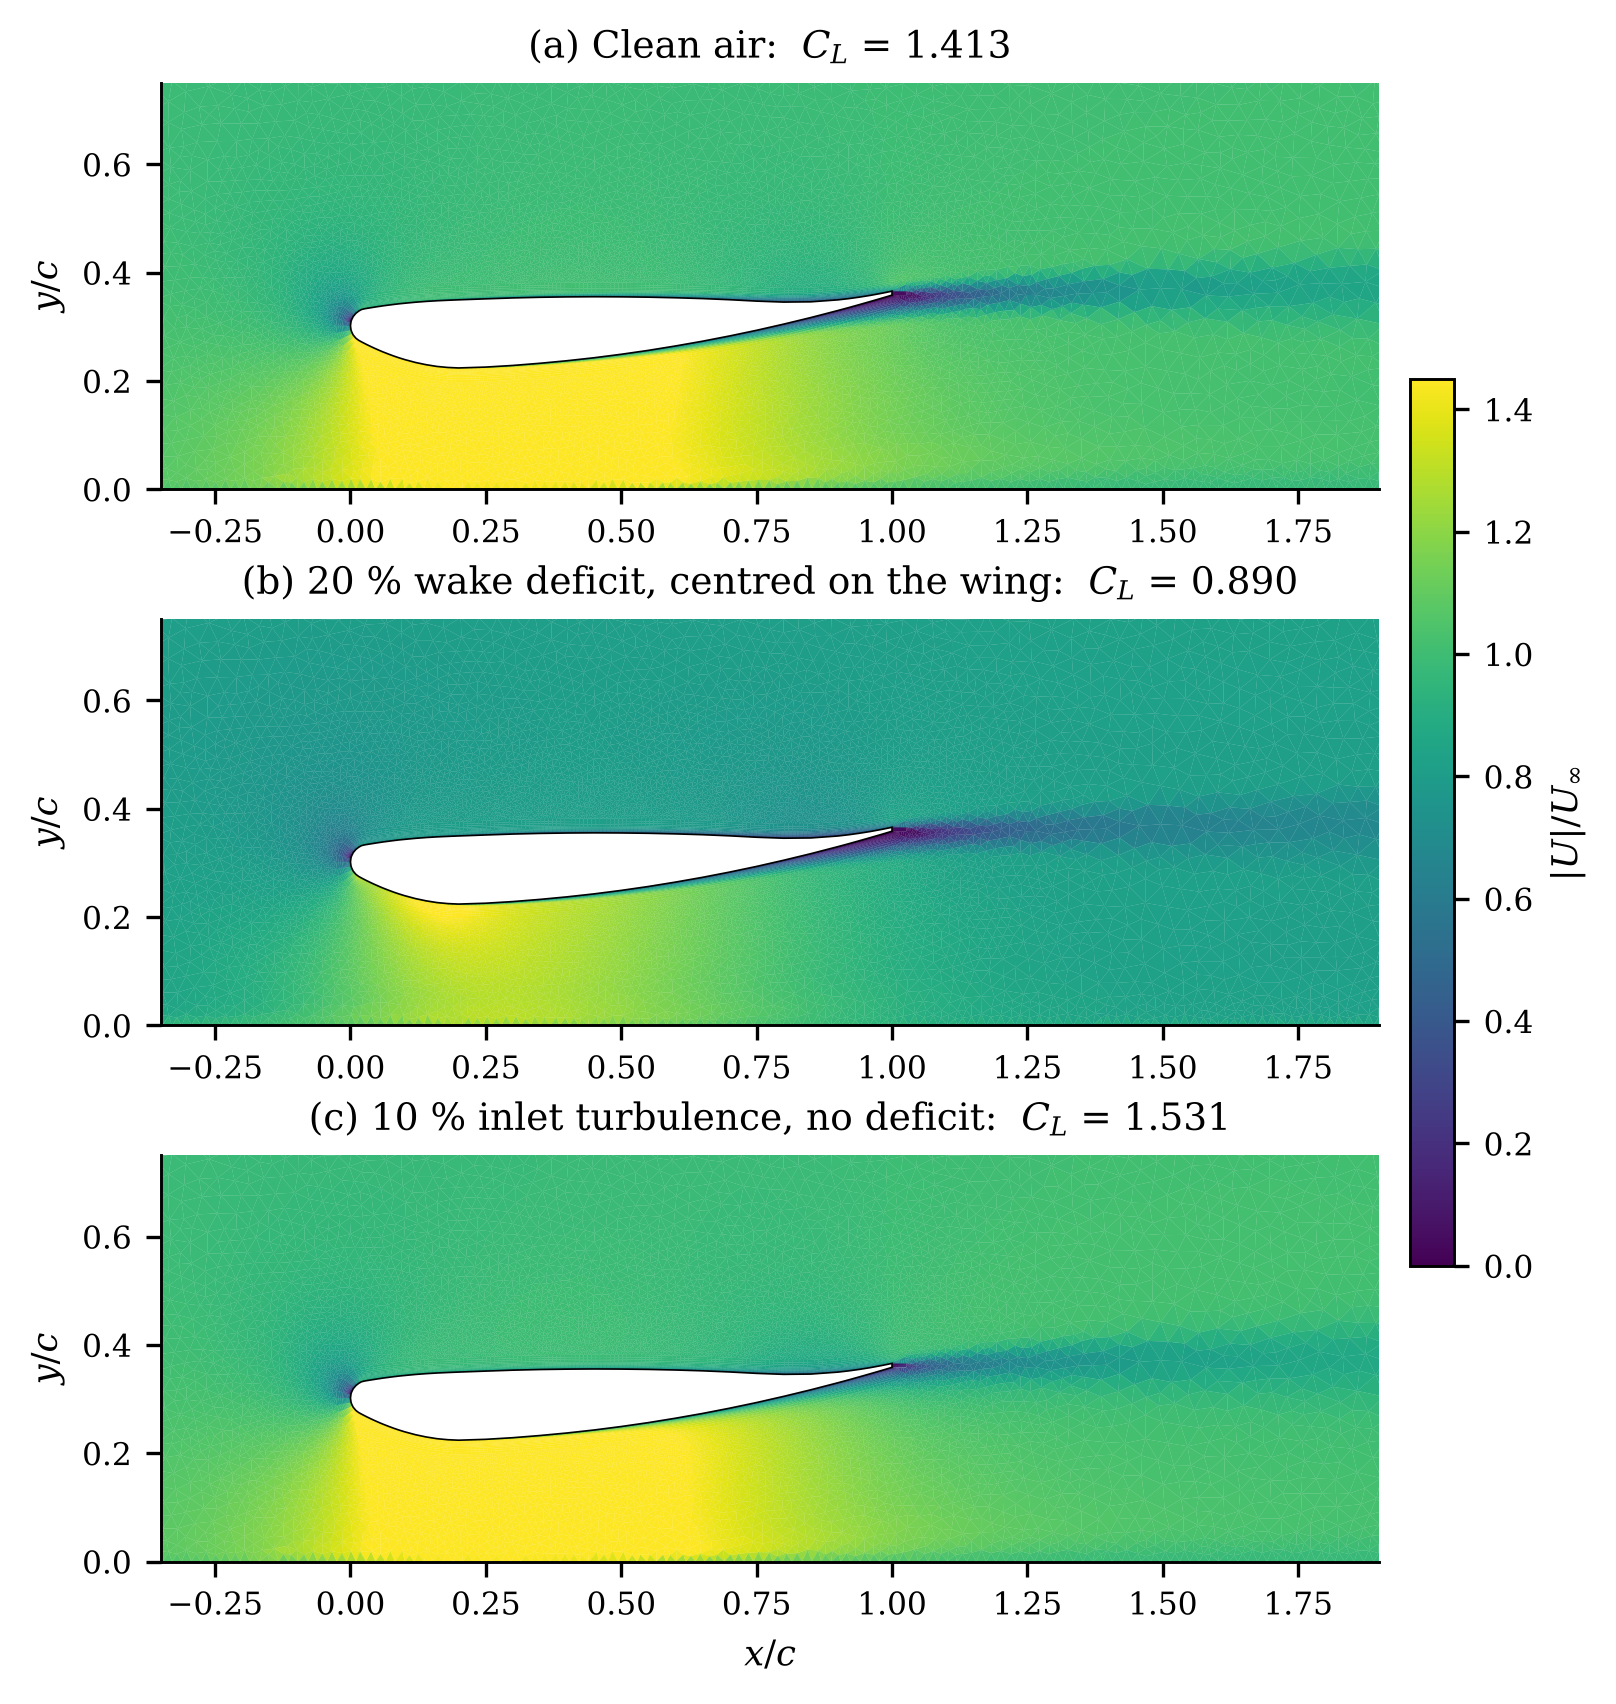 (a) Clean air: C_L = 1.413
0.6
0.4
0.2
0.0
y/c
−0.25 0.00 0.25 0.50 0.75 1.00 1.25 1.50 1.75
(b) 20 % wake deficit, centred on the wing: C_L = 0.890
0.6
0.4
0.2
0.0
y/c
−0.25 0.00 0.25 0.50 0.75 1.00 1.25 1.50 1.75
(c) 10 % inlet turbulence, no deficit: C_L = 1.531
0.6
0.4
0.2
0.0
y/c
−0.25 0.00 0.25 0.50 0.75 1.00 1.25 1.50 1.75
x/c
1.4
1.2
1.0
0.8
0.6
0.4
0.2
0.0
|U|/U_∞